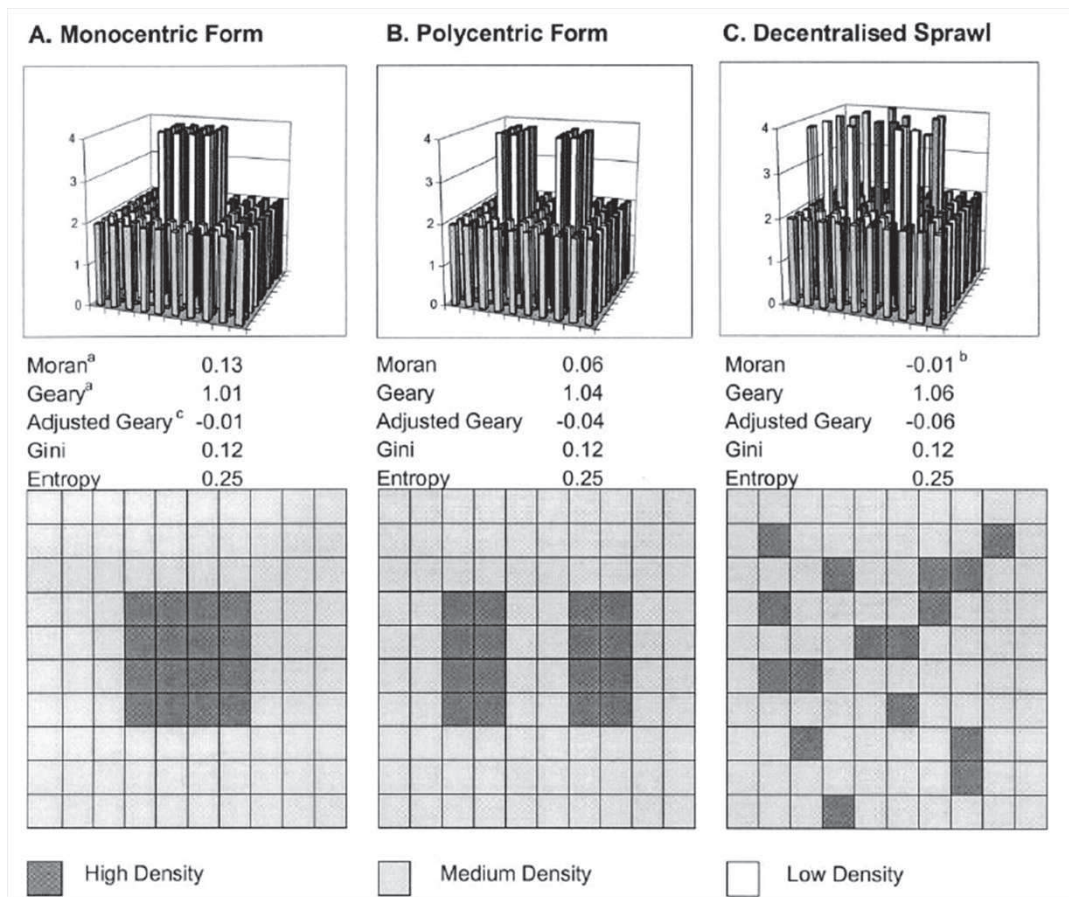 A. Monocentric Form
B. Polycentric Form
C. Decentralised Sprawl
4
3
2
1
0
4
3
2
1
0
4
3
2
1
0
Moran a 0.13
Geary a 1.01
Adjusted Geary c -0.01
Gini 0.12
Entropy 0.25
Moran 0.06
Geary 1.04
Adjusted Geary -0.04
Gini 0.12
Entropy 0.25
Moran -0.01 b
Geary 1.06
Adjusted Geary -0.06
Gini 0.12
Entropy 0.25
High Density
Medium Density
Low Density